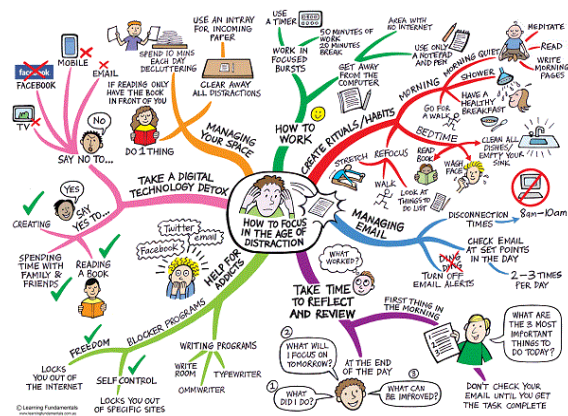 HOW TO FOCUS
IN THE AGE OF
DISTRACTION
HOW TO
WORK
USE A
TIMER
WORK IN
FOCUSED
BURSTS
50 MINUTES OF
WORK
20 MINUTES
BREAK
GET AWAY
FROM THE
COMPUTER
AREA WITH
NO INTERNET
USE ONLY
A NOTEPAD
AND PEN
CREATE RITUALS/HABITS
MORNING
MORNING QUIET
MEDITATE
READ
WRITE
MORNING
PAGES
SHOWER
HAVE A
HEALTHY
BREAKFAST
GO FOR
A WALK
BEDTIME
CLEAN ALL
DISHES/
EMPTY YOUR
SINK
WASH
FACE
READ
BOOK
REFOCUS
STRETCH
WALK
LOOK AT
THINGS TO
DO LIST
MANAGING
EMAIL
DISCONNECTION
TIMES
8am-10am
CHECK EMAIL
AT SET POINTS
IN THE DAY
2-3 TIMES
PER DAY
DING
DING
TURN OFF
EMAIL ALERTS
TAKE TIME
TO REFLECT
AND REVIEW
WHAT
WORKED?
FIRST THING IN
THE MORNING
WHAT ARE
THE 3 MOST
IMPORTANT
THINGS TO
DO TODAY?
1
2
3
DON'T CHECK
YOUR
EMAIL UNTIL YOU GET
THE TASK COMPLETE
AT THE END
OF THE DAY
1
WHAT
DID I DO?
2
WHAT WILL
I FOCUS ON
TOMORROW?
3
WHAT CAN
BE IMPROVED?
HELP FOR
ADDICTS
Twitter
email
Facebook
WRITING PROGRAMS
TYPEWRITER
WRITE
ROOM
OMMWRITER
BLOCKER PROGRAMS
SELF CONTROL
LOCKS YOU OUT
OF SPECIFIC SITES
FREEDOM
LOCKS YOU
OUT OF THE
INTERNET
TAKE A DIGITAL
TECHNOLOGY DETOX
YES
SAY
YES TO...
READING
A BOOK
SPENDING
TIME WITH
FAMILY &
FRIENDS
CREATING
NO
SAY NO TO...
TV
facebook
FACEBOOK
MOBILE
EMAIL
MANAGING
YOUR SPACE
DO 1 THING
IF READING ONLY
HAVE THE BOOK
IN FRONT OF YOU
SPEND 10 MINS
EACH DAY
DECLUTTERING
USE AN INTRAY
FOR INCOMING
PAPER
CLEAR AWAY
ALL DISTRACTIONS
© Learning Fundamentals
www.learningfundamentals.com.au